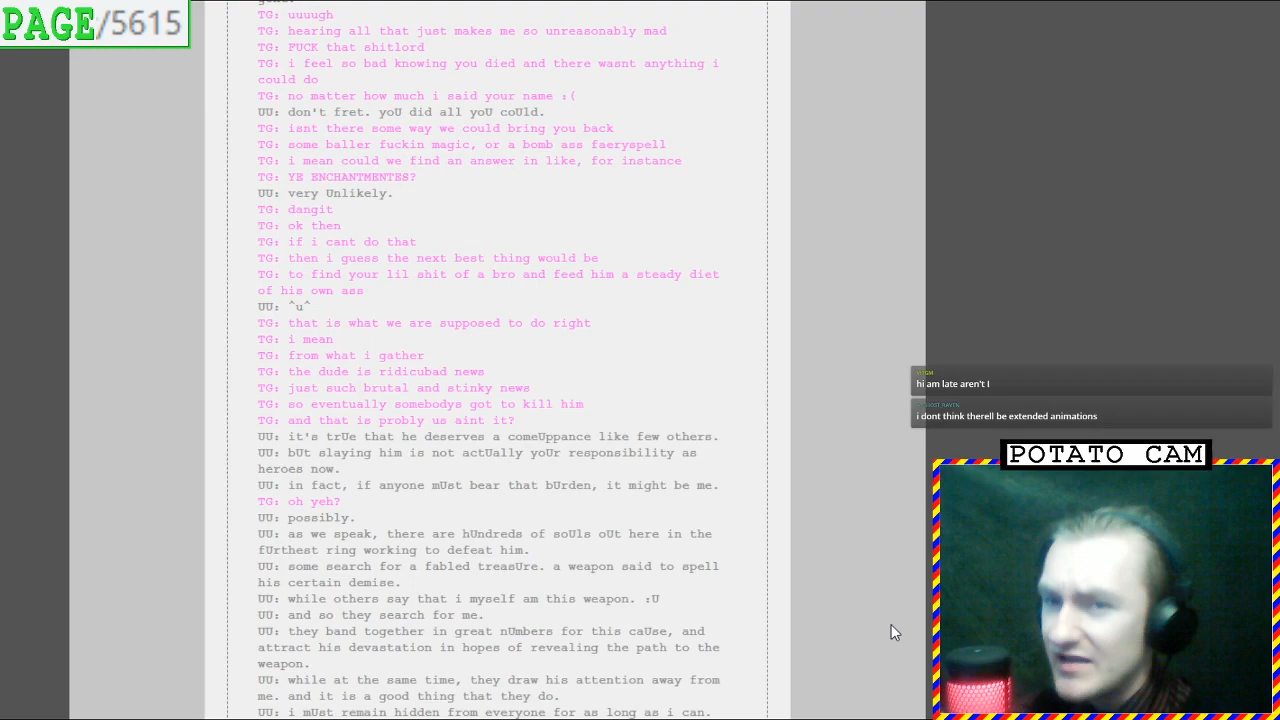 PAGE/5615
TG: uuuugh
TG: hearing all that just makes me so unreasonably mad
TG: FUCK that shitlord
TG: i feel so bad knowing you died and there wasnt anything i
could do
TG: no matter how much i said your name :(
UU: don't fret. yoU did all yoU coUld.
TG: isnt there some way we could bring you back
TG: some baller fuckin magic, or a bomb ass faeryspell
TG: i mean could we find an answer in like, for instance
TG: YE ENCHANTMENTES?
UU: very Unlikely.
TG: dangit
TG: ok then
TG: if i cant do that
TG: then i guess the next best thing would be
TG: to find your lil shit of a bro and feed him a steady diet
of his own ass
UU: ^u^
TG: that is what we are supposed to do right
TG: i mean
TG: from what i gather
TG: the dude is ridicubad news
TG: just such brutal and stinky news
TG: so eventually somebodys got to kill him
TG: and that is probly us aint it?
UU: it's trUe that he deserves a comeUppance like few others.
UU: bUt slaying him is not actUally yoUr responsibility as
heroes now.
UU: in fact, if anyone mUst bear that bUrden, it might be me.
TG: oh yeh?
UU: possibly.
UU: as we speak, there are hUndreds of soUls oUt here in the
fUrthest ring working to defeat him.
UU: some search for a fabled treasUre. a weapon said to spell
his certain demise.
UU: while others say that i myself am this weapon. :U
UU: and so they search for me.
UU: they band together in great nUmbers for this caUse, and
attract his devastation in hopes of revealing the path to the
weapon.
UU: while at the same time, they draw his attention away from
me. and it is a good thing that they do.
UU: i mUst remain hidden from everyone for as long as i can.
hi am late aren't I
i dont think therell be extended animations
POTATO CAM